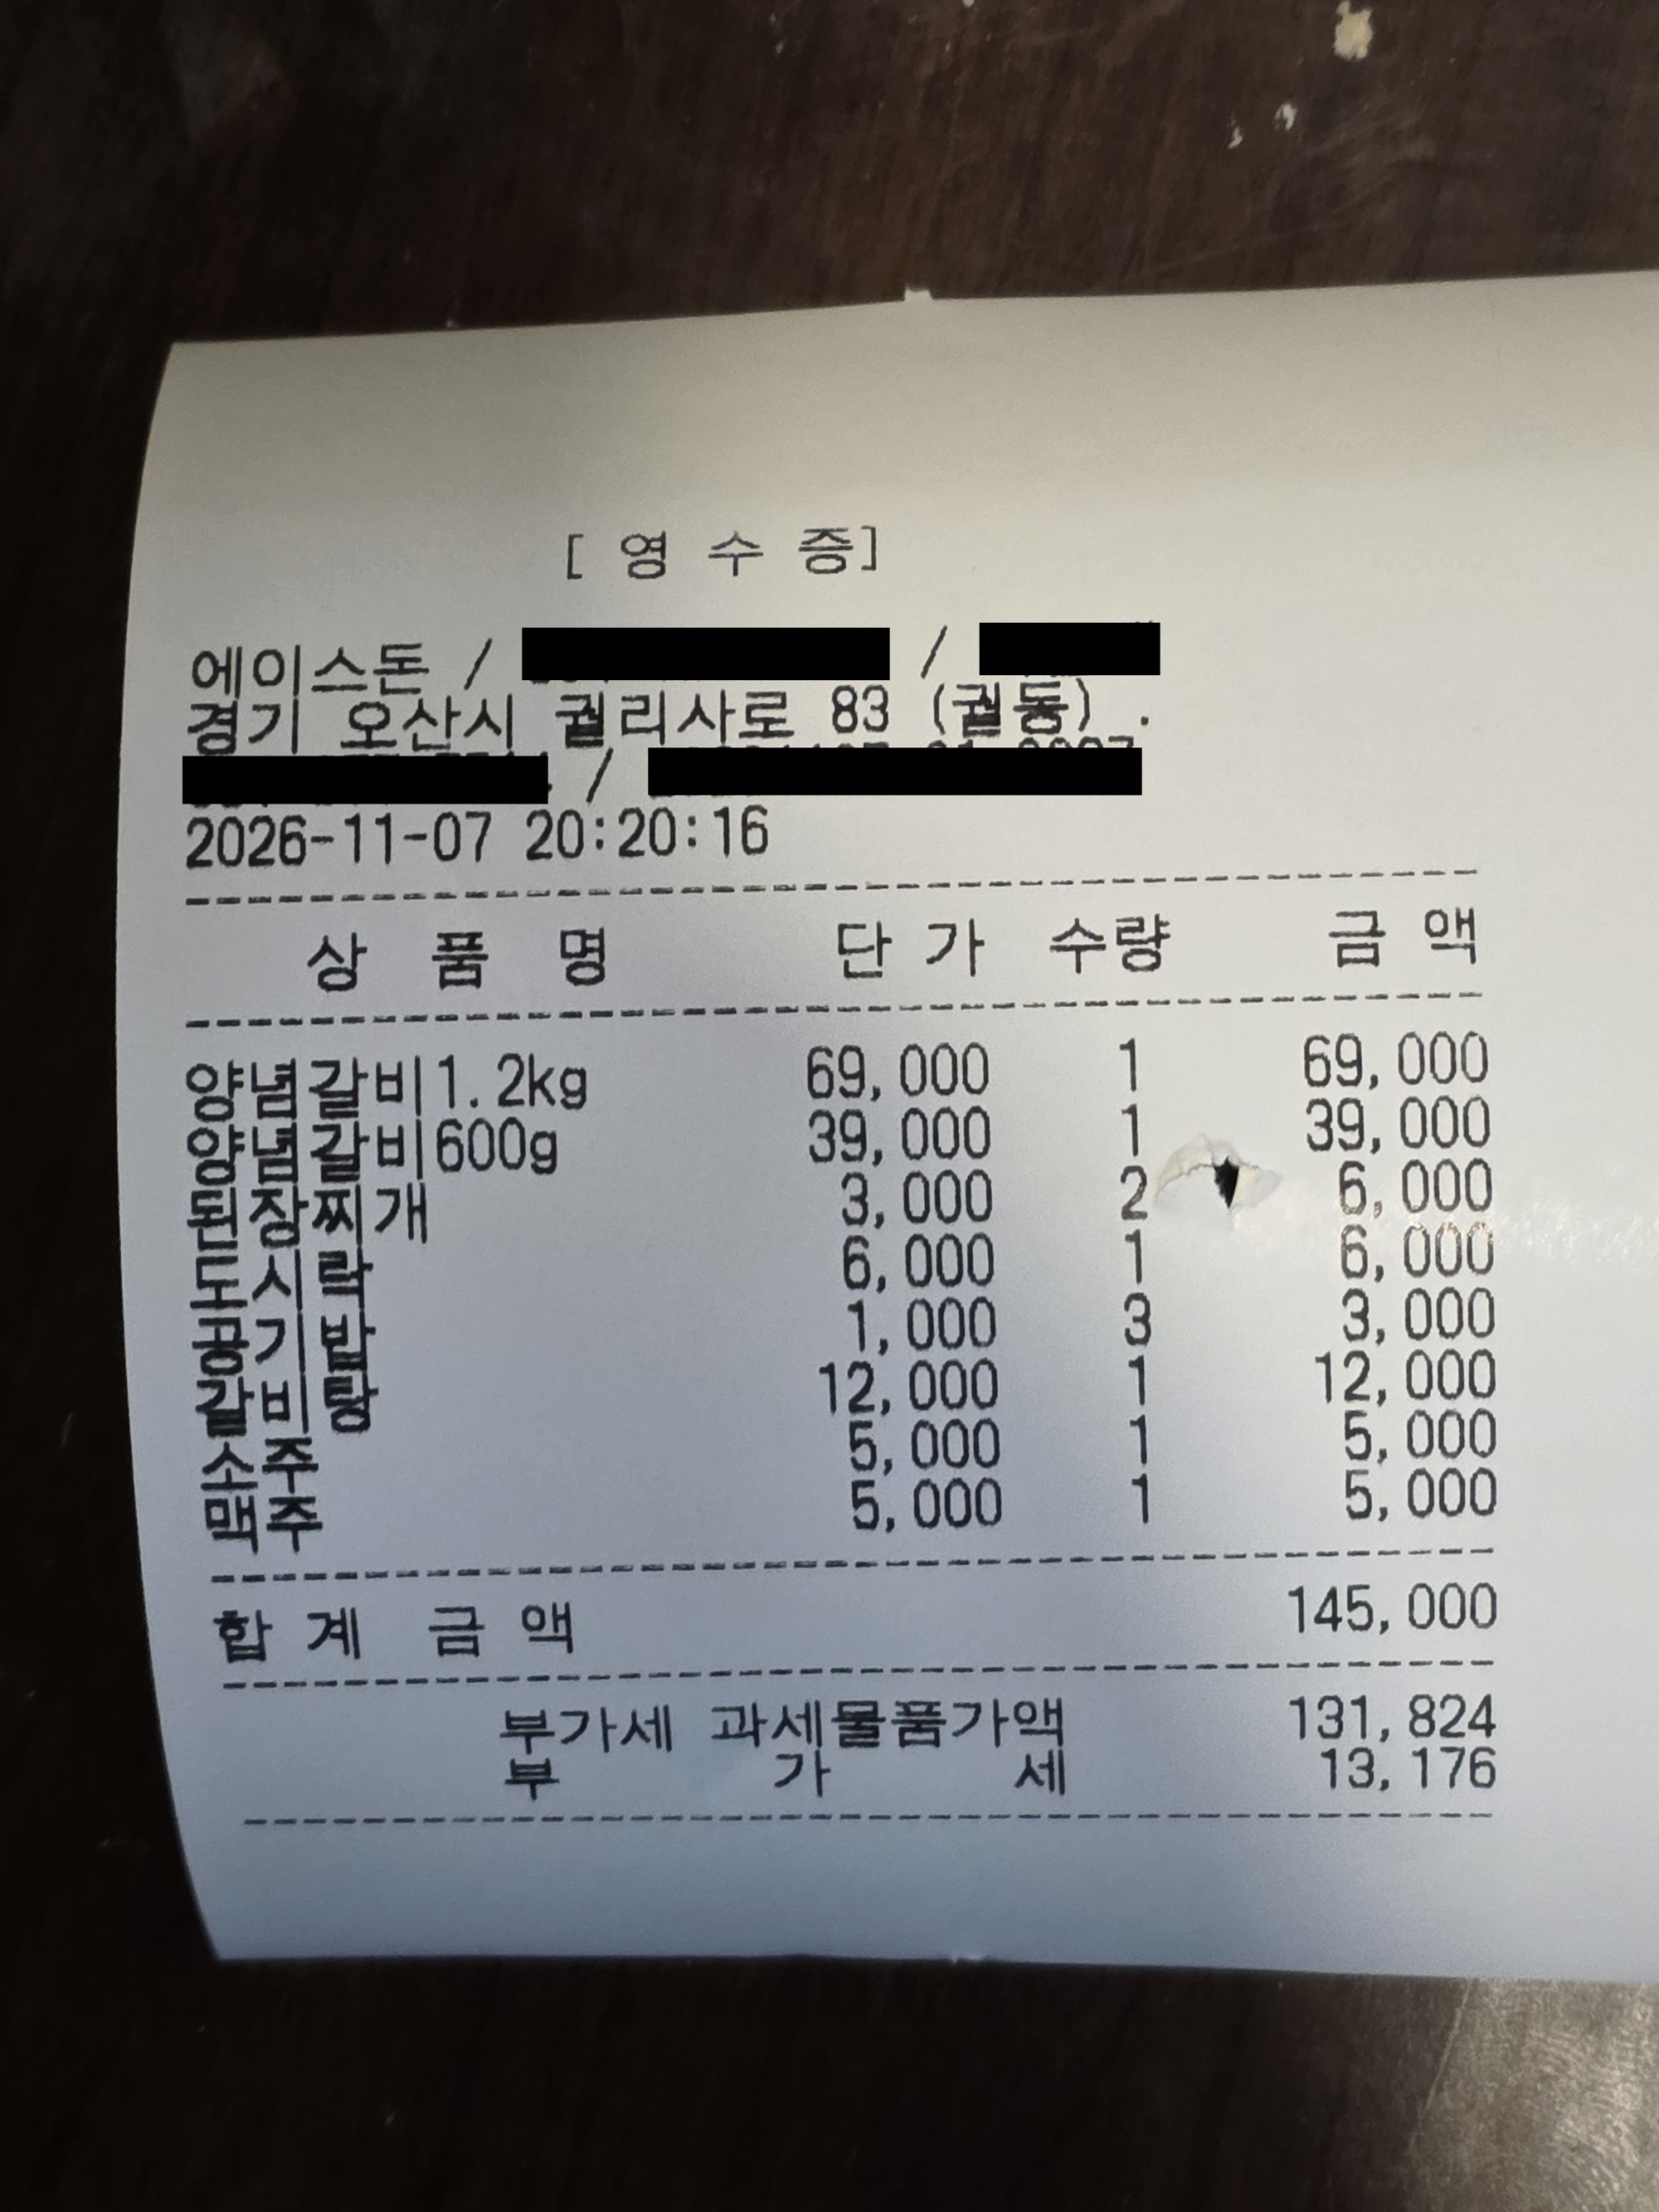 [ 영 수 증]
에이스돈 / /
경기 오산시 궐리사로 83 (궐동) .
/
2026-11-07 20:20:16
상 품 명 단 가 수량 금 액
양념갈비1.2kg 69,000 1 69,000
양념갈비600g 39,000 1 39,000
된장찌개 3,000 2 6,000
도시락 6,000 1 6,000
공기밥 1,000 3 3,000
갈비탕 12,000 1 12,000
소주 5,000 1 5,000
맥주 5,000 1 5,000
합 계 금 액 145,000
부가세 과세물품가액 131,824
부 가 세 13,176